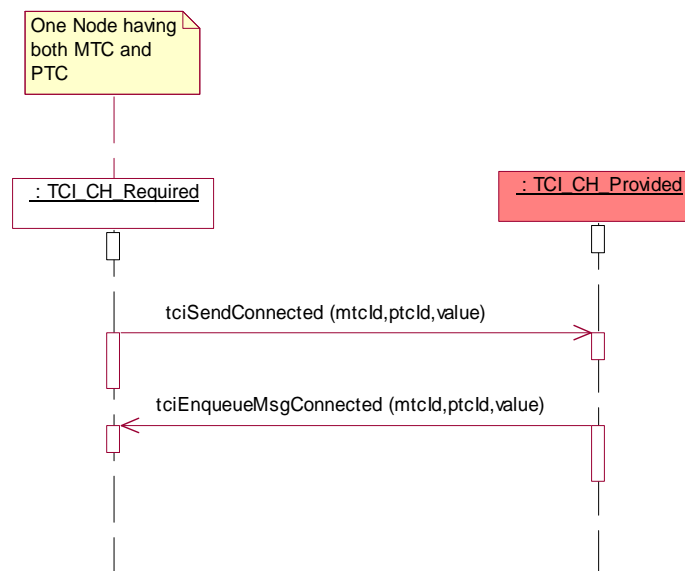 One Node having
both MTC and
PTC
: TCI_CH_Required
: TCI_CH_Provided
tciSendConnected (mtcId,ptcId,value)
tciEnqueueMsgConnected (mtcId,ptcId,value)